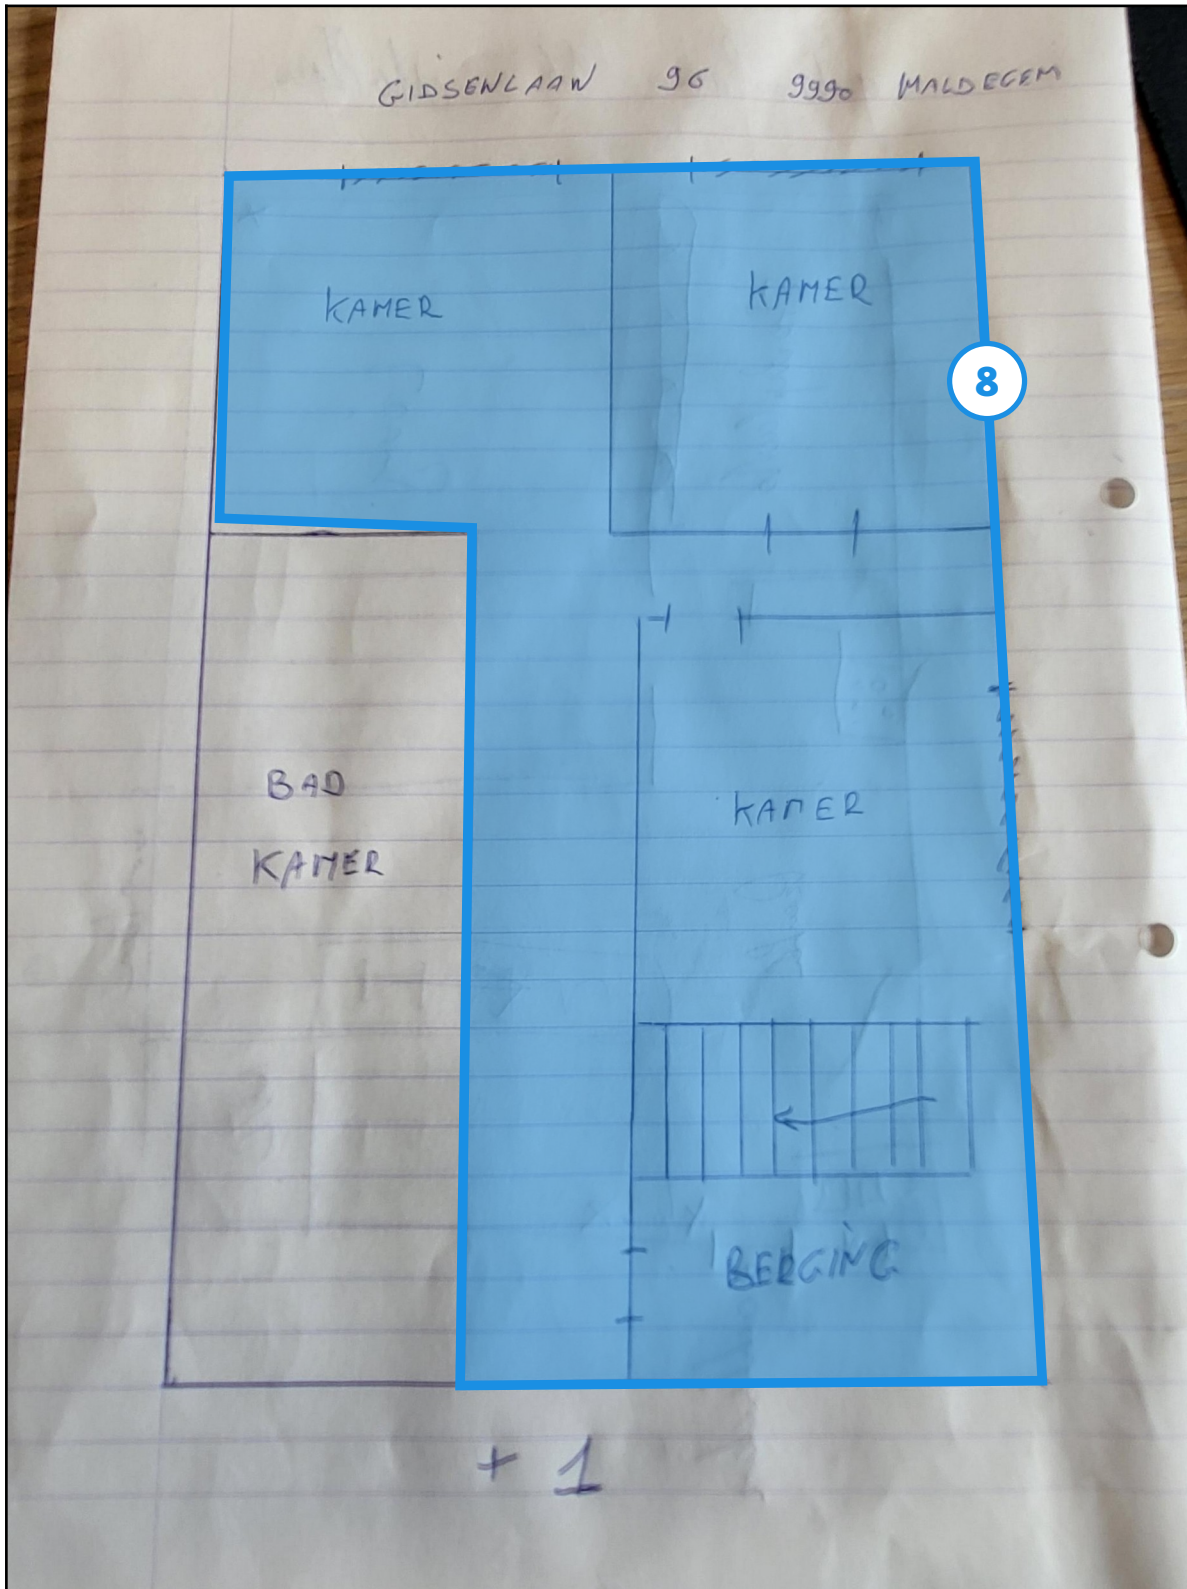 GIDSENLAAN 96 9990 MALDEGEM
KAMER
KAMER
8
BAD
KAMER
KAMER
BERGING
+ 1